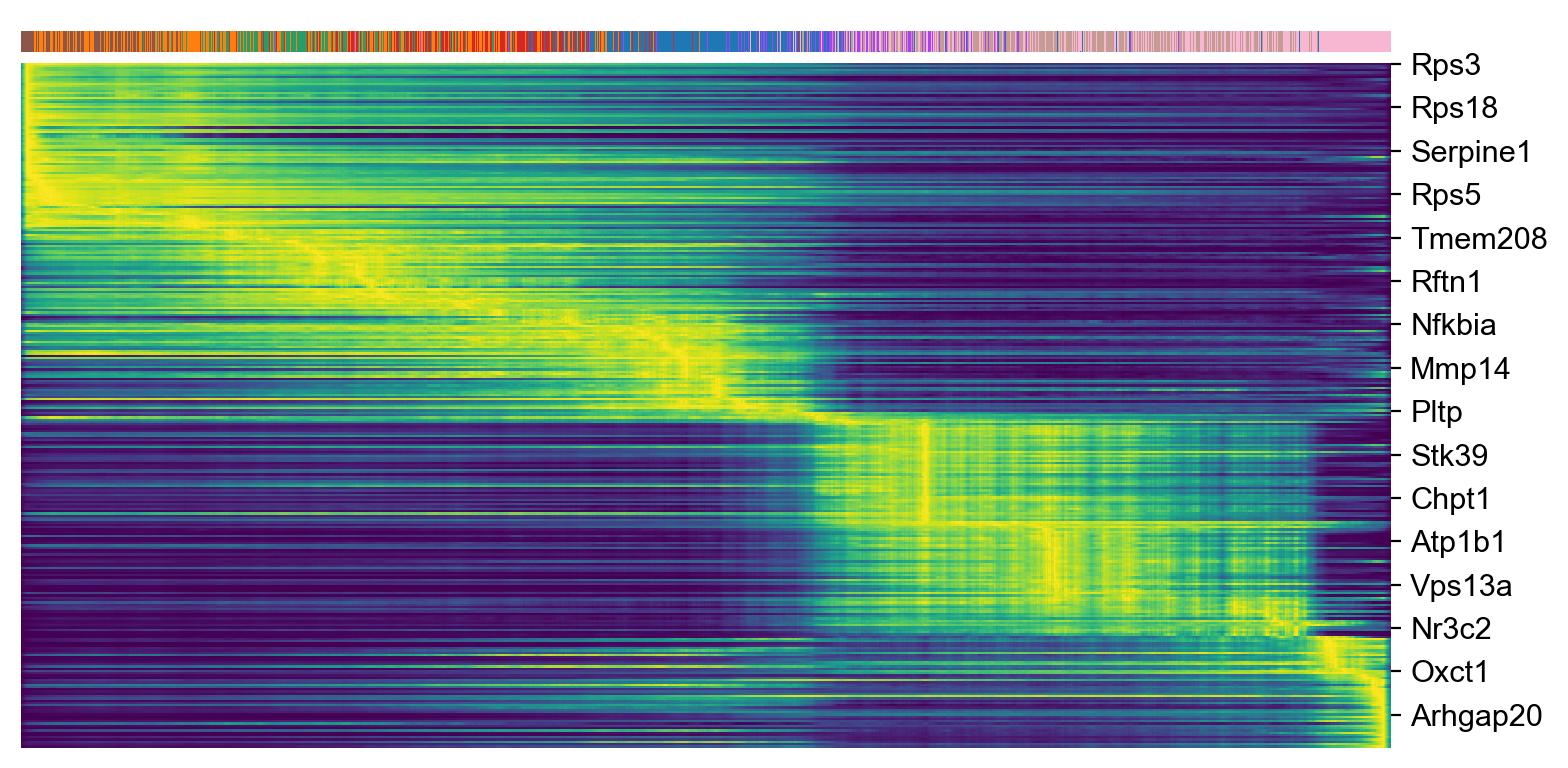 Rps3
Rps18
Serpine1
Rps5
Tmem208
Rftn1
Nfkbia
Mmp14
Pltp
Stk39
Chpt1
Atp1b1
Vps13a
Nr3c2
Oxct1
Arhgap20